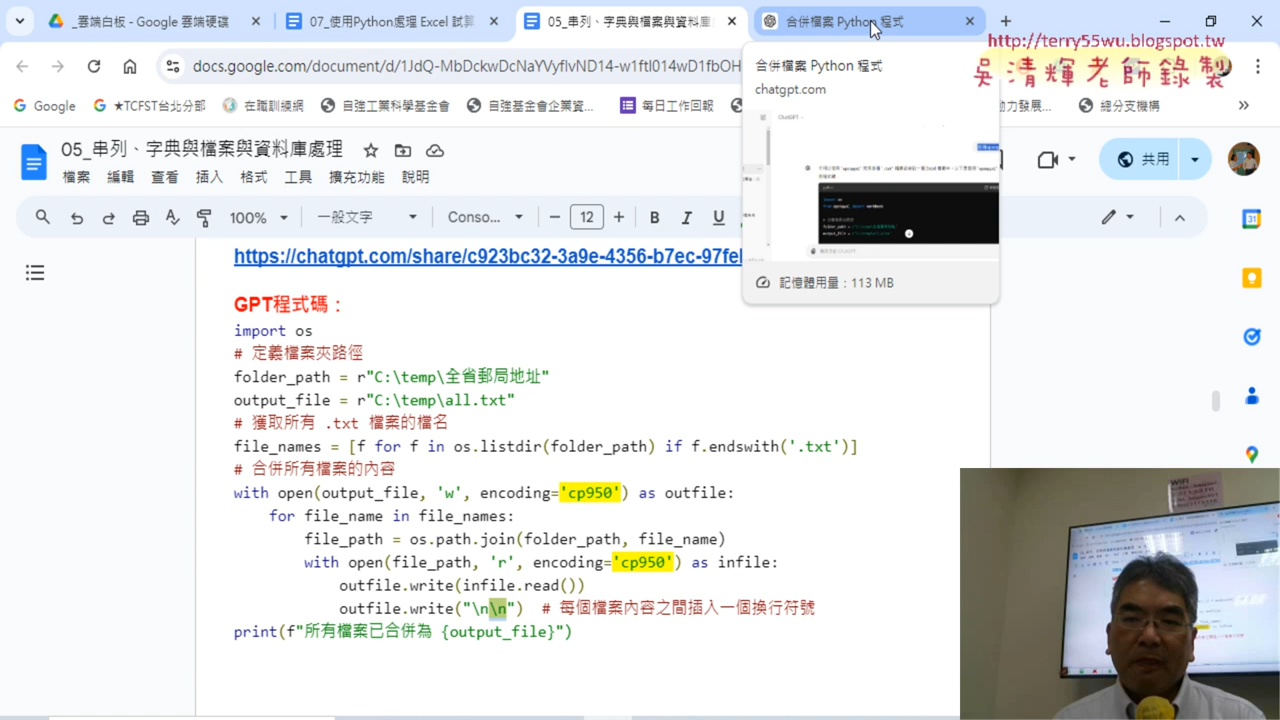 _雲端白板 - Google 雲端硬碟
07_使用Python處理 Excel 試算
05_串列、字典與檔案與資料庫
合併檔案 Python 程式
http://terry55wu.blogspot.tw
吳清輝老師錄製
docs.google.com/document/d/1JdQ-MbDckwDcNaYVyfivND14-w1ftI014wD1fbOH
合併檔案 Python 程式
chatgpt.com
Google
★TCFST台北分部
在職訓練網
自強工業科學基金會
自強基金會企業資...
每日工作回報
動力發展...
總分支機構
05_串列、字典與檔案與資料庫處理
檔案 編輯 查看 格式 工具 擴充功能 說明
共用
100%
一般文字
Conso...
12
B I U
記憶體用量：113 MB
https://chatgpt.com/share/c923bc32-3a9e-4356-b7ec-97fel
GPT程式碼：
import os
# 定義檔案夾路徑
folder_path = r"C:\temp\全省郵局地址"
output_file = r"C:\temp\all.txt"
# 獲取所有 .txt 檔案的檔名
file_names = [f for f in os.listdir(folder_path) if f.endswith('.txt')]
# 合併所有檔案的內容
with open(output_file, 'w', encoding='cp950') as outfile:
for file_name in file_names:
file_path = os.path.join(folder_path, file_name)
with open(file_path, 'r', encoding='cp950') as infile:
outfile.write(infile.read())
outfile.write("\n\n") # 每個檔案內容之間插入一個換行符號
print(f"所有檔案已合併為 {output_file}")